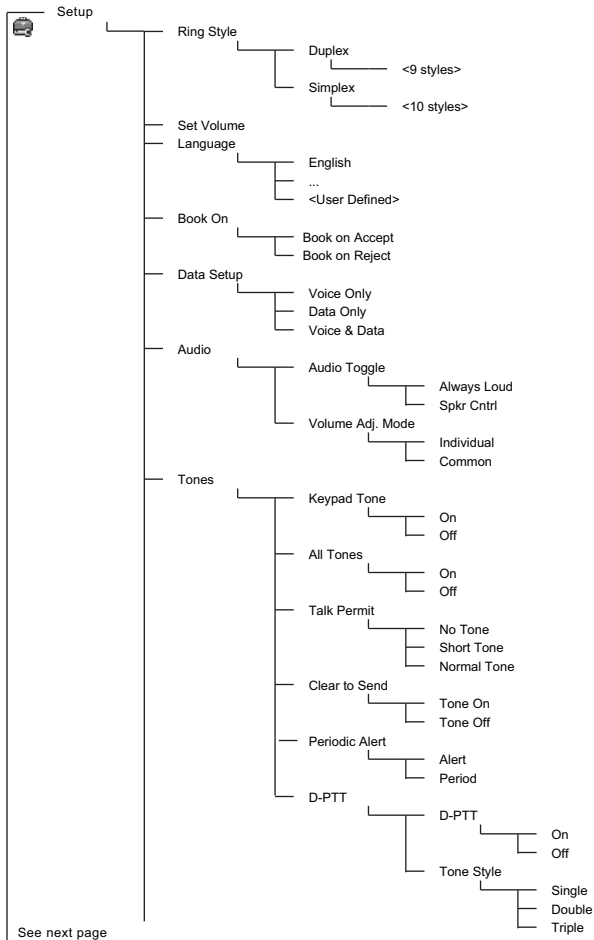 Setup
Ring Style
Duplex
<9 styles>
Simplex
<10 styles>
Set Volume
Language
English
...
<User Defined>
Book On
Book on Accept
Book on Reject
Data Setup
Voice Only
Data Only
Voice & Data
Audio
Audio Toggle
Always Loud
Spkr Cntrl
Volume Adj. Mode
Individual
Common
Tones
Keypad Tone
On
Off
All Tones
On
Off
Talk Permit
No Tone
Short Tone
Normal Tone
Clear to Send
Tone On
Tone Off
Periodic Alert
Alert
Period
D-PTT
D-PTT
On
Off
Tone Style
Single
Double
Triple
See next page